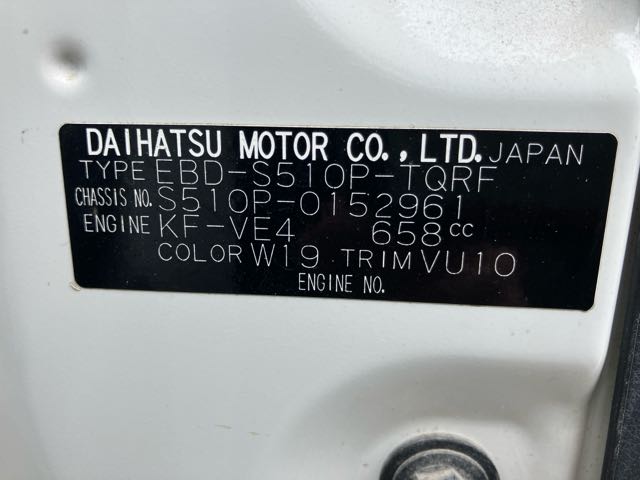 DAIHATSU MOTOR CO.,LTD. JAPAN
TYPE EBD-S510P-TQRF
CHASSIS NO. S510P-0152961
ENGINE KF-VE4 658cc
COLOR W19 TRIM VU10
ENGINE NO.